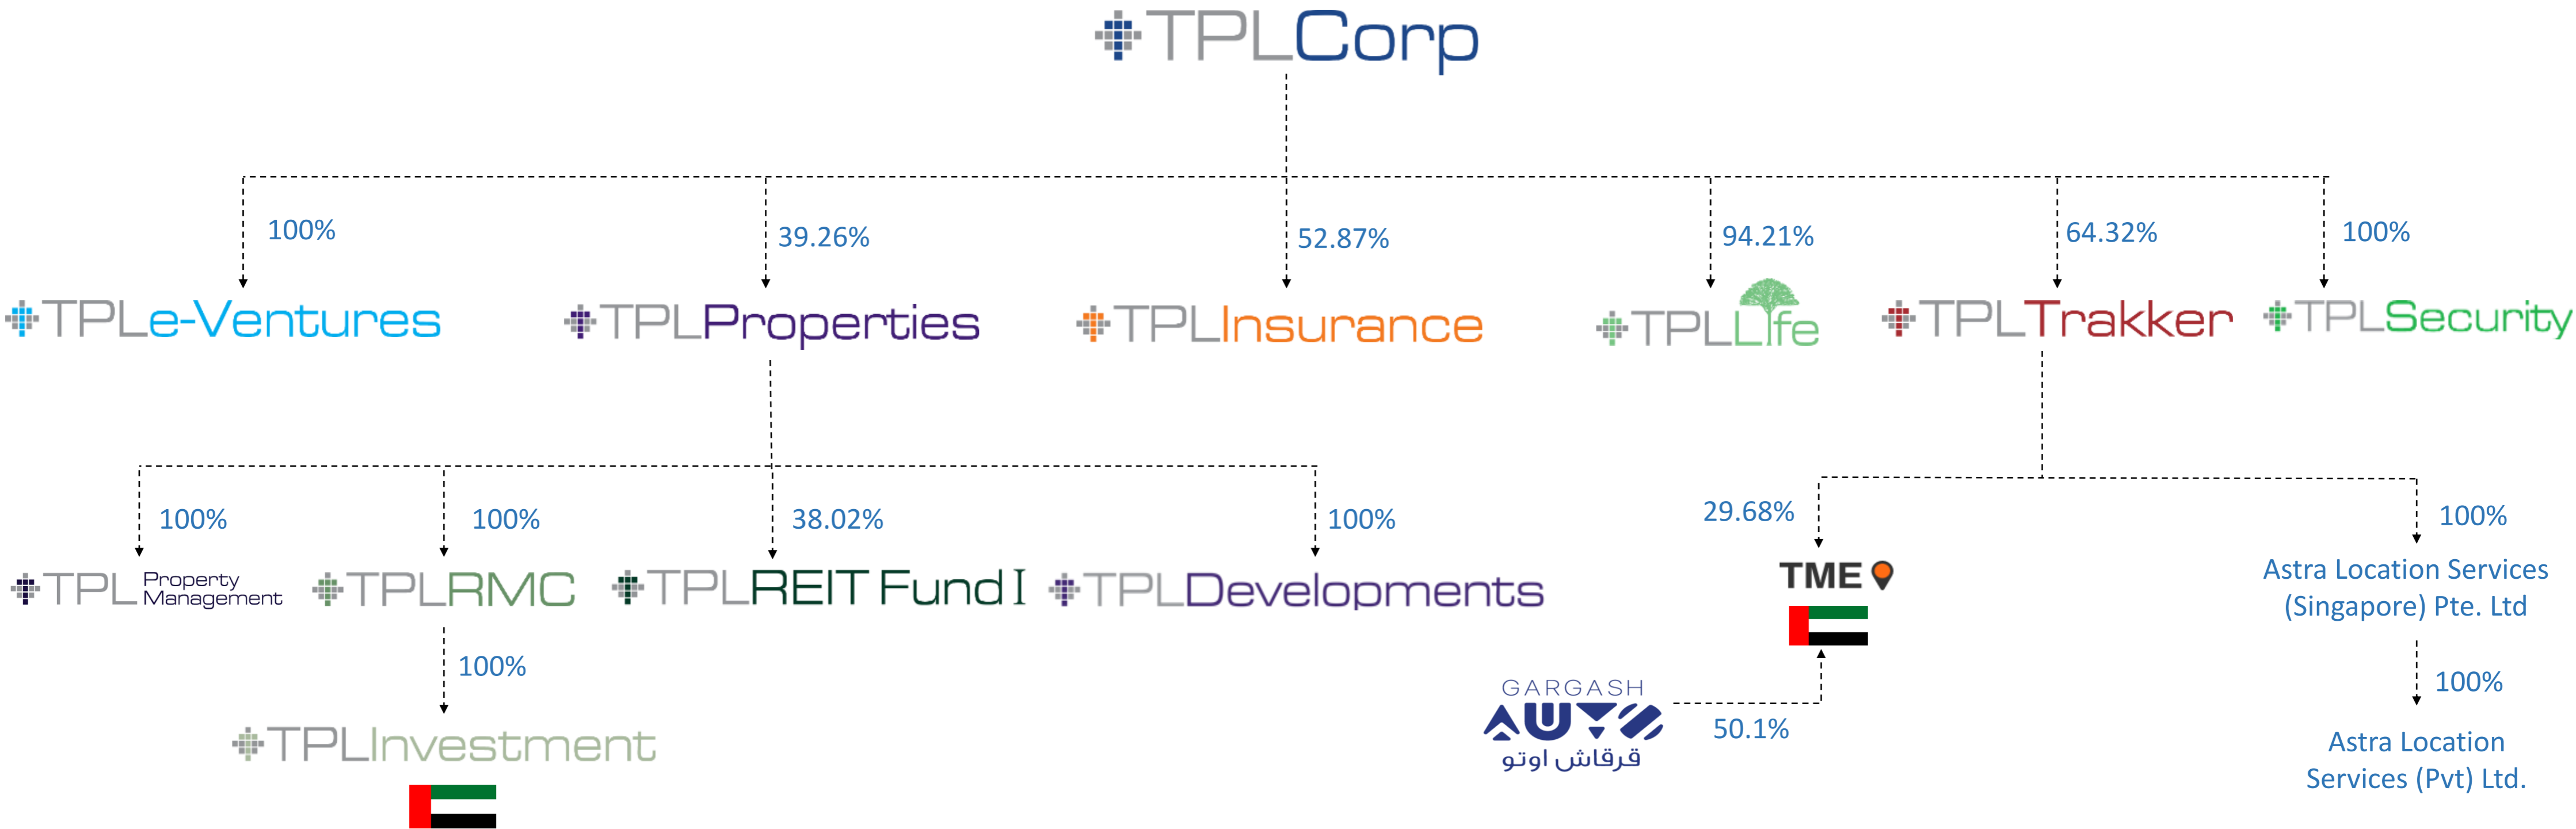 TPLCorp
100%
39.26%
52.87%
94.21%
64.32%
100%
TPLe-Ventures
TPLProperties
TPLInsurance
TPLLife
TPLTrakker
TPLSecurity
100%
100%
38.02%
100%
29.68%
100%
TPL Property
Management
TPLRMC
TPLREIT Fund I
TPLDevelopments
TME
Astra Location Services
(Singapore) Pte. Ltd
100%
100%
TPLInvestment
GARGASH
AUTO
قرقاش اوتو
50.1%
Astra Location
Services (Pvt) Ltd.